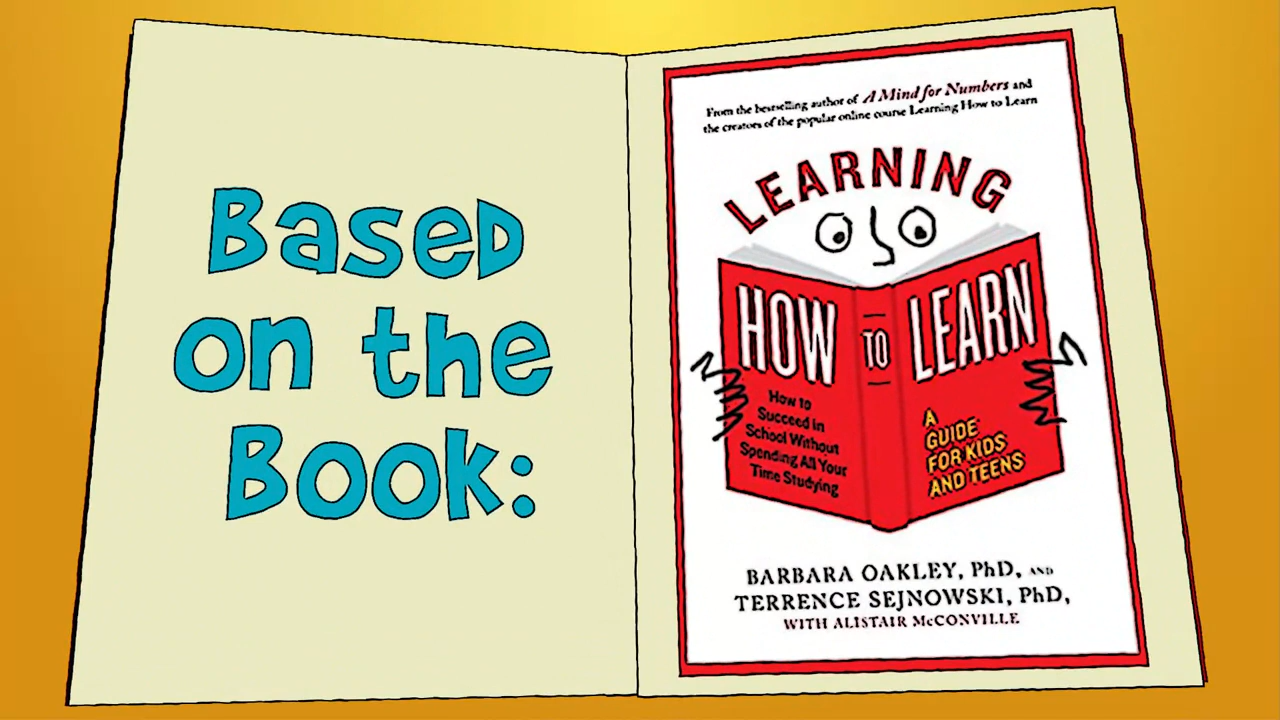 Based
on the
Book:
From the bestselling author of A Mind for Numbers and
the creators of the popular online course Learning How to Learn
LEARNING
HOW TO LEARN
How to
Succeed in
School Without
Spending All Your
Time Studying
A
GUIDE
FOR KIDS
AND TEENS
BARBARA OAKLEY, PhD, AND
TERRENCE SEJNOWSKI, PhD,
WITH ALISTAIR McCONVILLE